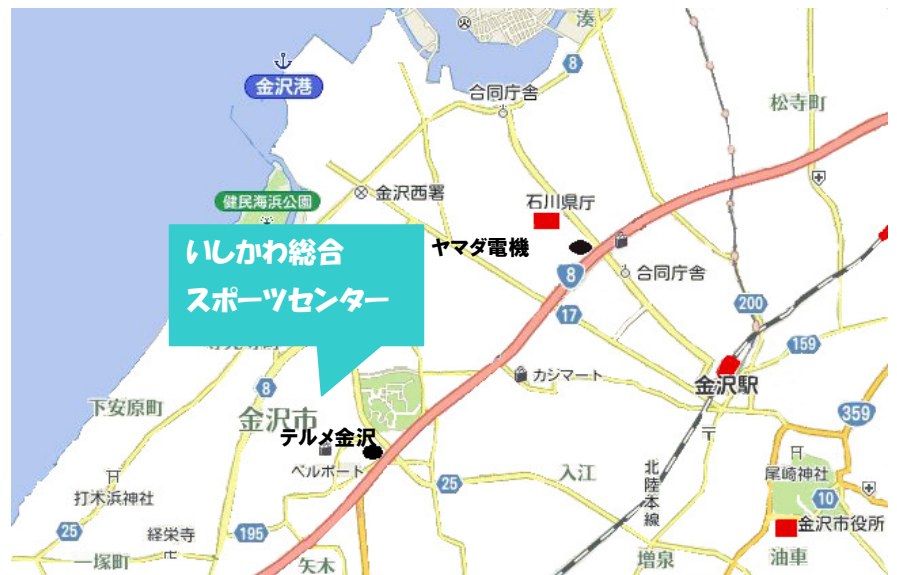 湊
8
金沢港
合同庁舎
松寺町
金沢西署
健民海浜公園
石川県庁
いしかわ総合
スポーツセンター
ヤマダ電機
8
合同庁舎
200
17
159
カジマート
金沢駅
8
下安原町
金沢市
359
テルメ金沢
ベルポート
入江
北陸本線
尾崎神社
25
10
打木浜神社
金沢市役所
25
経栄寺
195
一塚町
矢木
増泉
油車